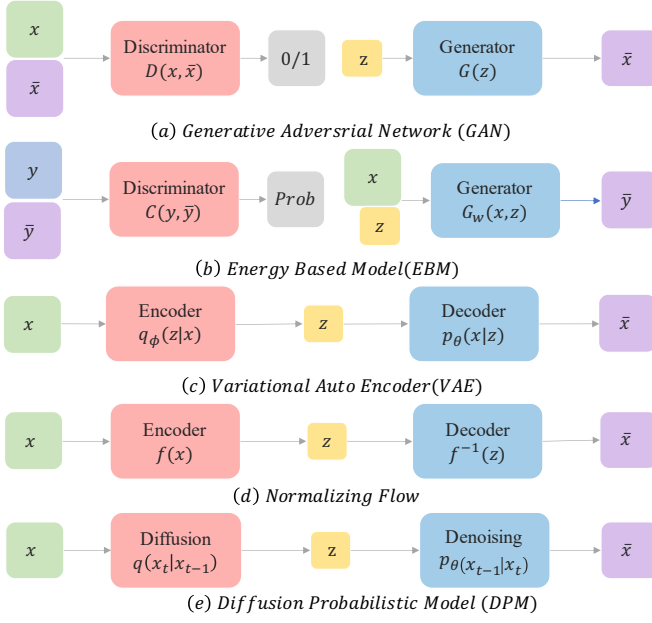 x
x̄
Discriminator
D(x, x̄)
0/1
z
Generator
G(z)
x̄
(a) Generative Adversrial Network (GAN)
y
ȳ
Discriminator
C(y, ȳ)
Prob
x
z
Generator
G_w(x, z)
ȳ
(b) Energy Based Model(EBM)
x
Encoder
q_ϕ(z|x)
z
Decoder
p_θ(x|z)
x̄
(c) Variational Auto Encoder(VAE)
x
Encoder
f(x)
z
Decoder
f⁻¹(z)
x̄
(d) Normalizing Flow
x
Diffusion
q(x_t|x_{t−1})
z
Denoising
p_θ(x_{t−1}|x_t)
x̄
(e) Diffusion Probabilistic Model (DPM)